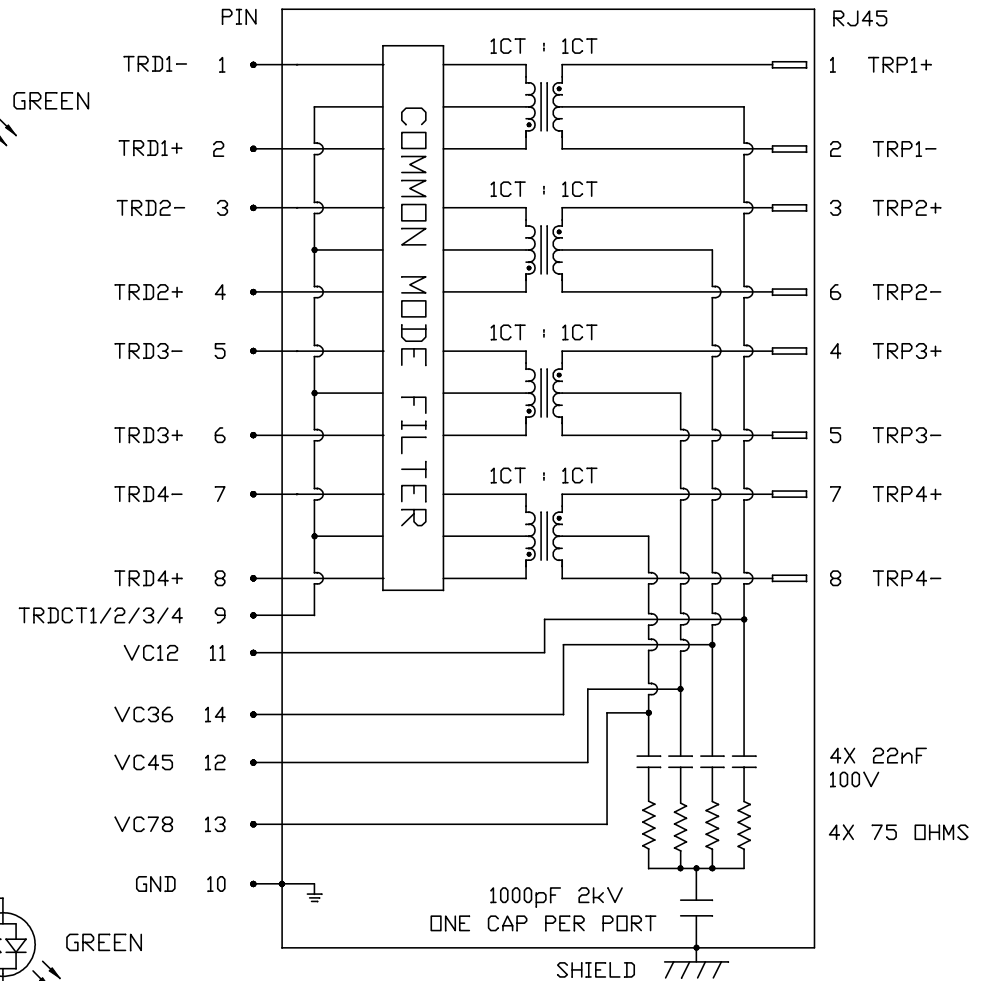 PIN
RJ45
1CT : 1CT
TRD1- 1
1 TRP1+
GREEN
TRD1+ 2
2 TRP1-
1CT : 1CT
TRD2- 3
3 TRP2+
COMMON MODE FILTER
TRD2+ 4
6 TRP2-
1CT : 1CT
TRD3- 5
4 TRP3+
TRD3+ 6
5 TRP3-
1CT : 1CT
TRD4- 7
7 TRP4+
TRD4+ 8
8 TRP4-
TRDCT1/2/3/4 9
VC12 11
VC36 14
VC45 12
4X 22nF
100V
VC78 13
4X 75 OHMS
GND 10
1000pF 2kV
ONE CAP PER PORT
GREEN
SHIELD